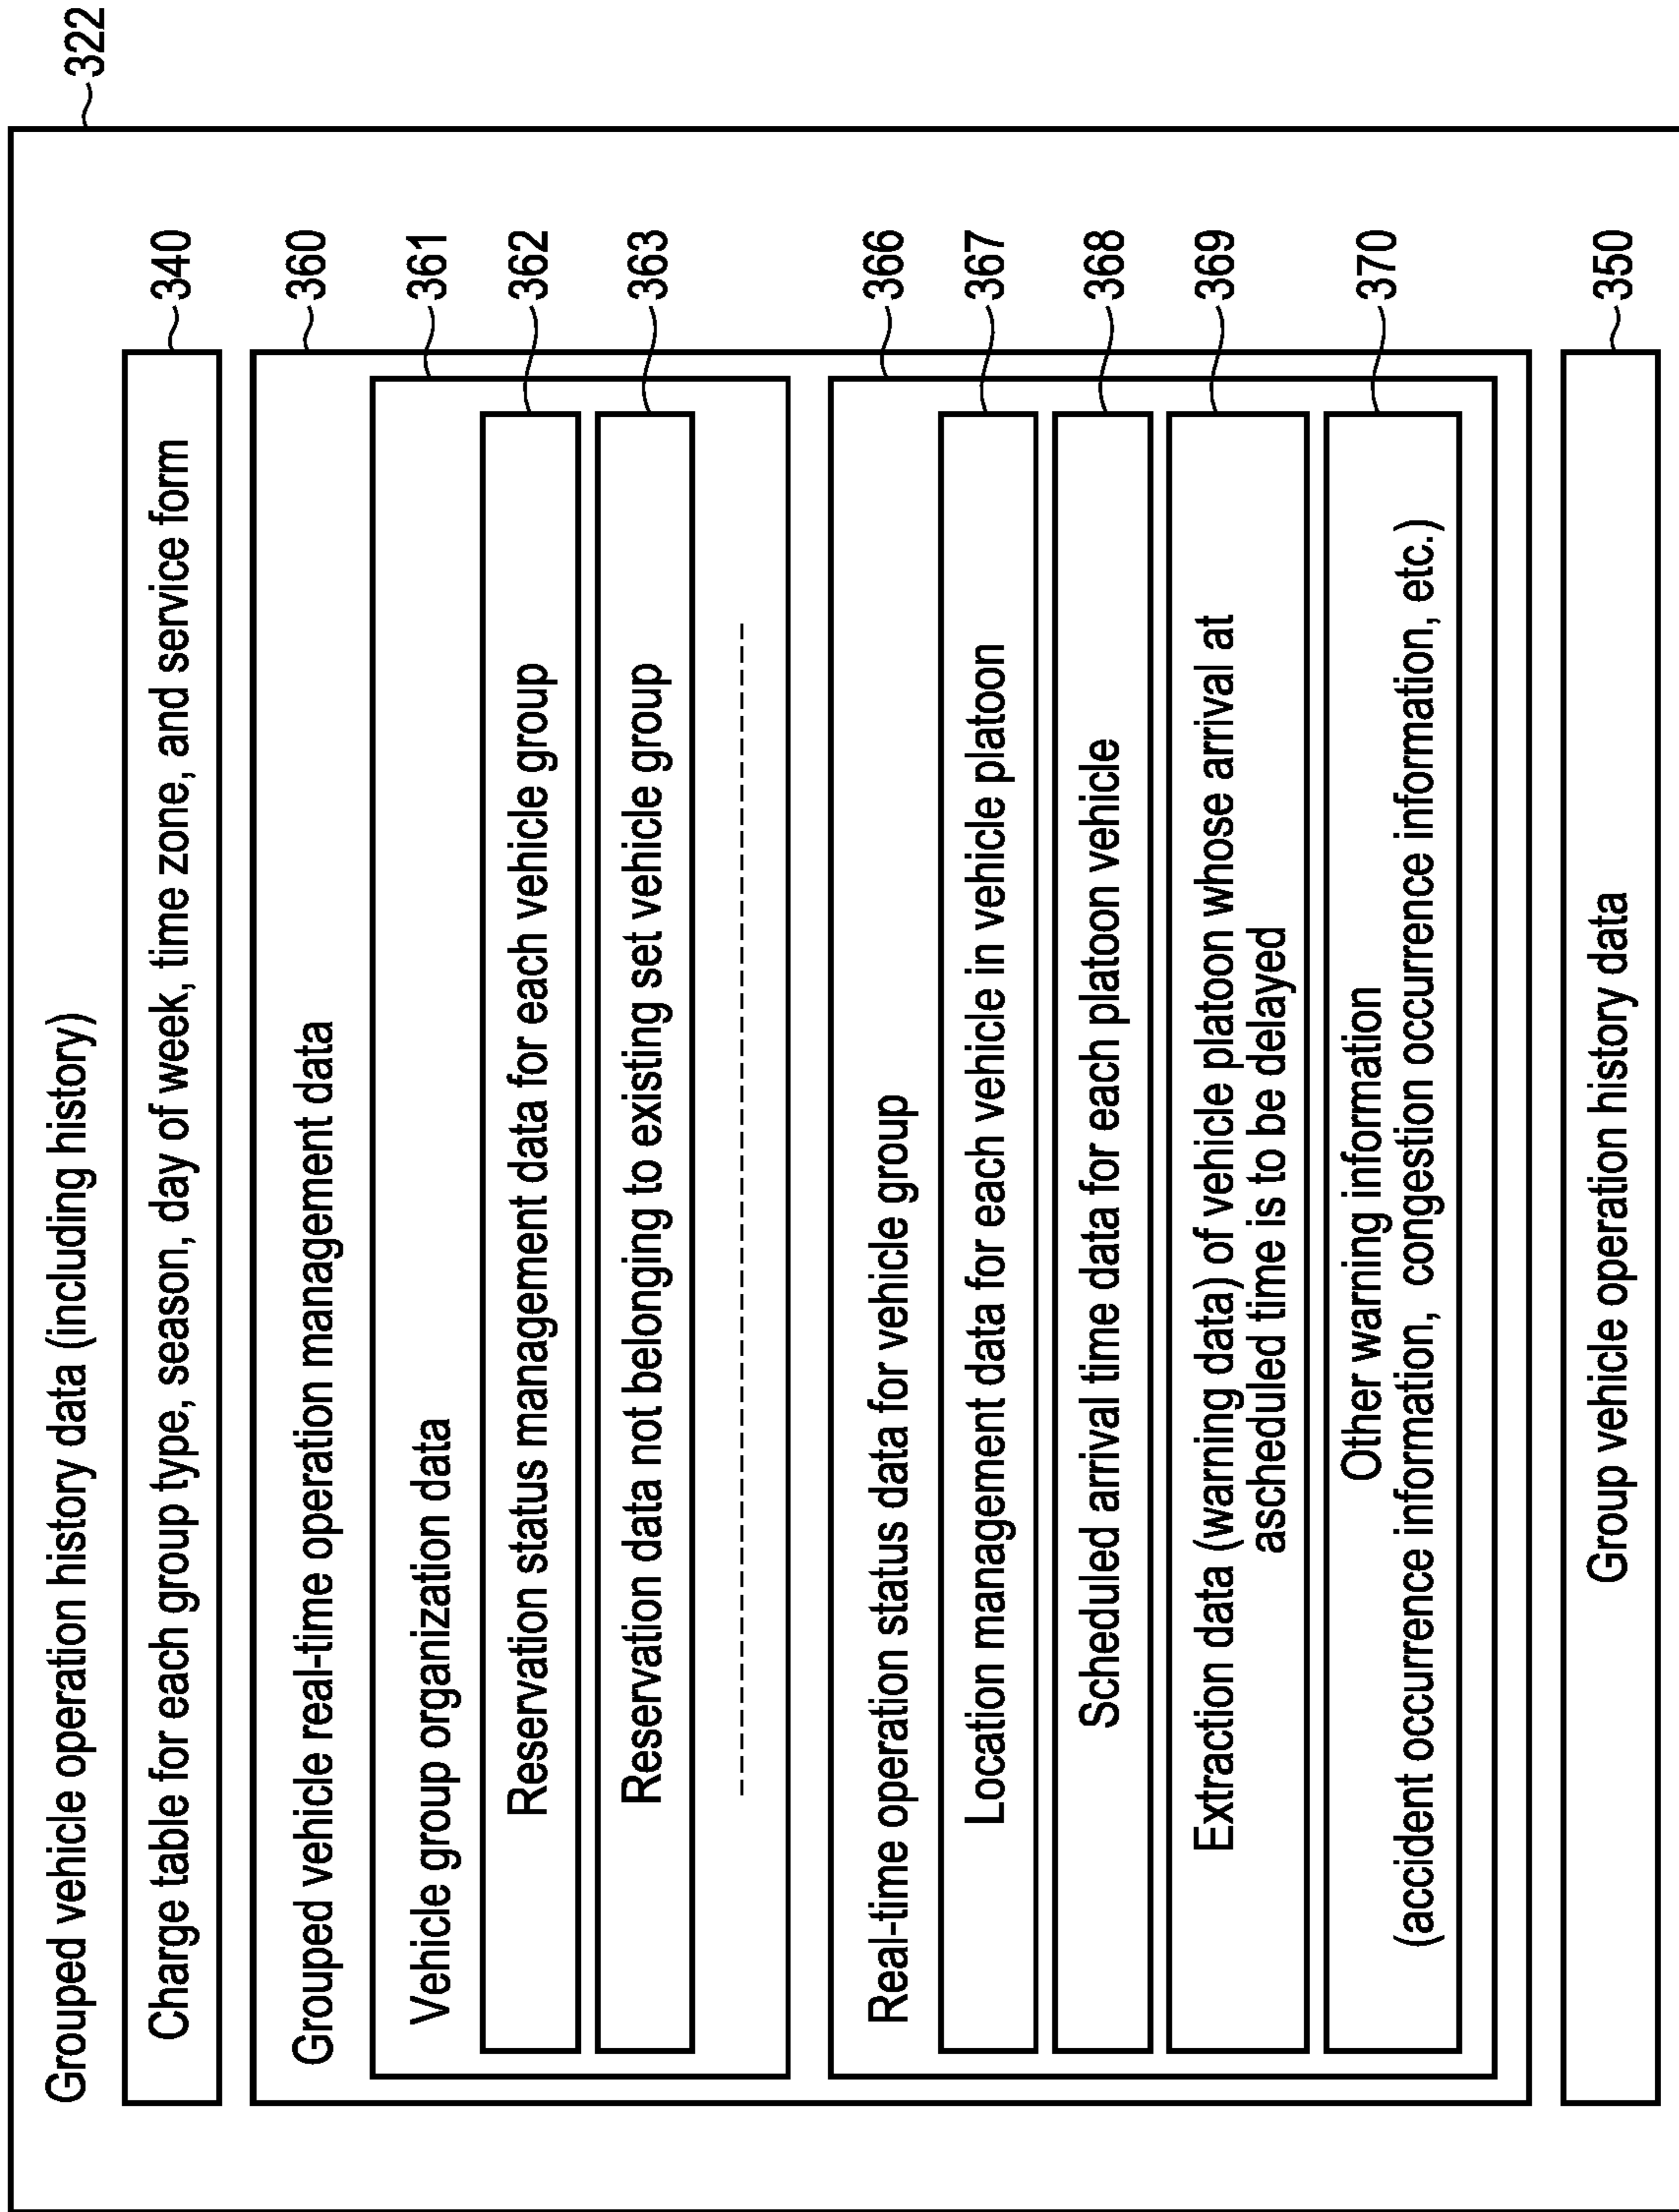 Grouped vehicle operation history data (including history)
322
Charge table for each group type, season, day of week, time zone, and service form
340
Grouped vehicle real-time operation management data
360
Vehicle group organization data
361
Reservation status management data for each vehicle group
362
Reservation data not belonging to existing set vehicle group
363
Real-time operation status data for vehicle group
366
Location management data for each vehicle in vehicle platoon
367
Scheduled arrival time data for each platoon vehicle
368
Extraction data (warning data) of vehicle platoon whose arrival at
ascheduled time is to be delayed
369
Other warning information
(accident occurrence information, congestion occurrence information, etc.)
370
Group vehicle operation history data
350